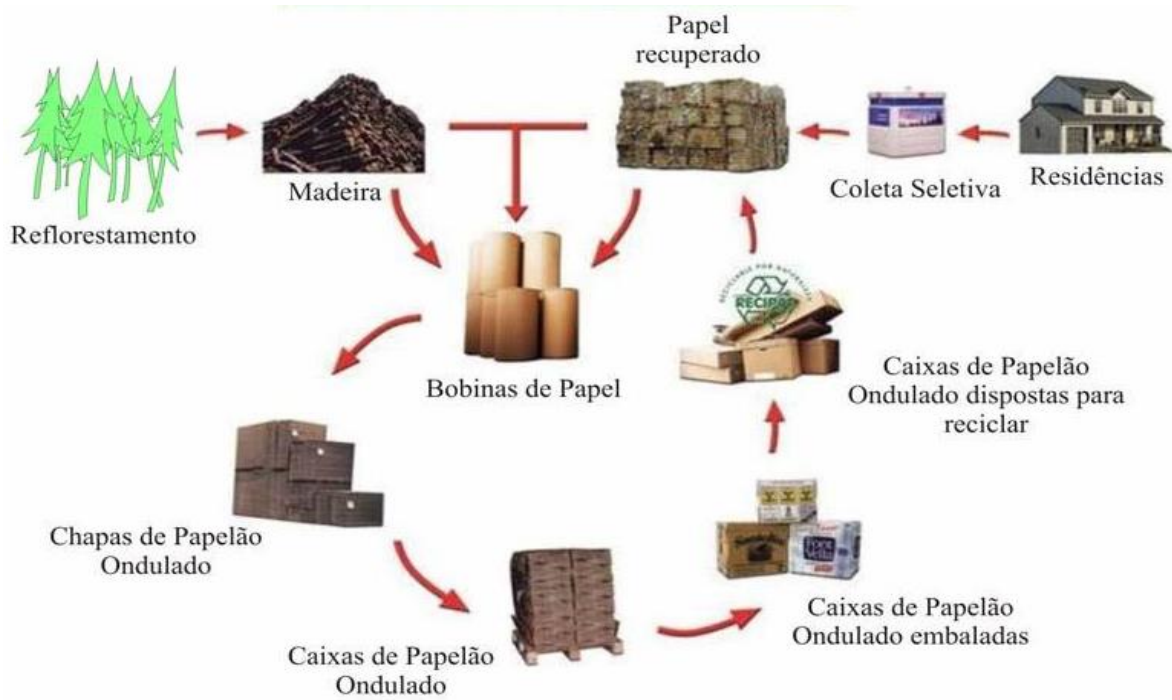 Papel
recuperado
Madeira
Coleta Seletiva
Residências
Reflorestamento
RECIPAP
Bobinas de Papel
Caixas de Papelão
Ondulado dispostas para
reciclar
Chapas de Papelão
Ondulado
Caixas de Papelão
Ondulado embaladas
Caixas de Papelão
Ondulado